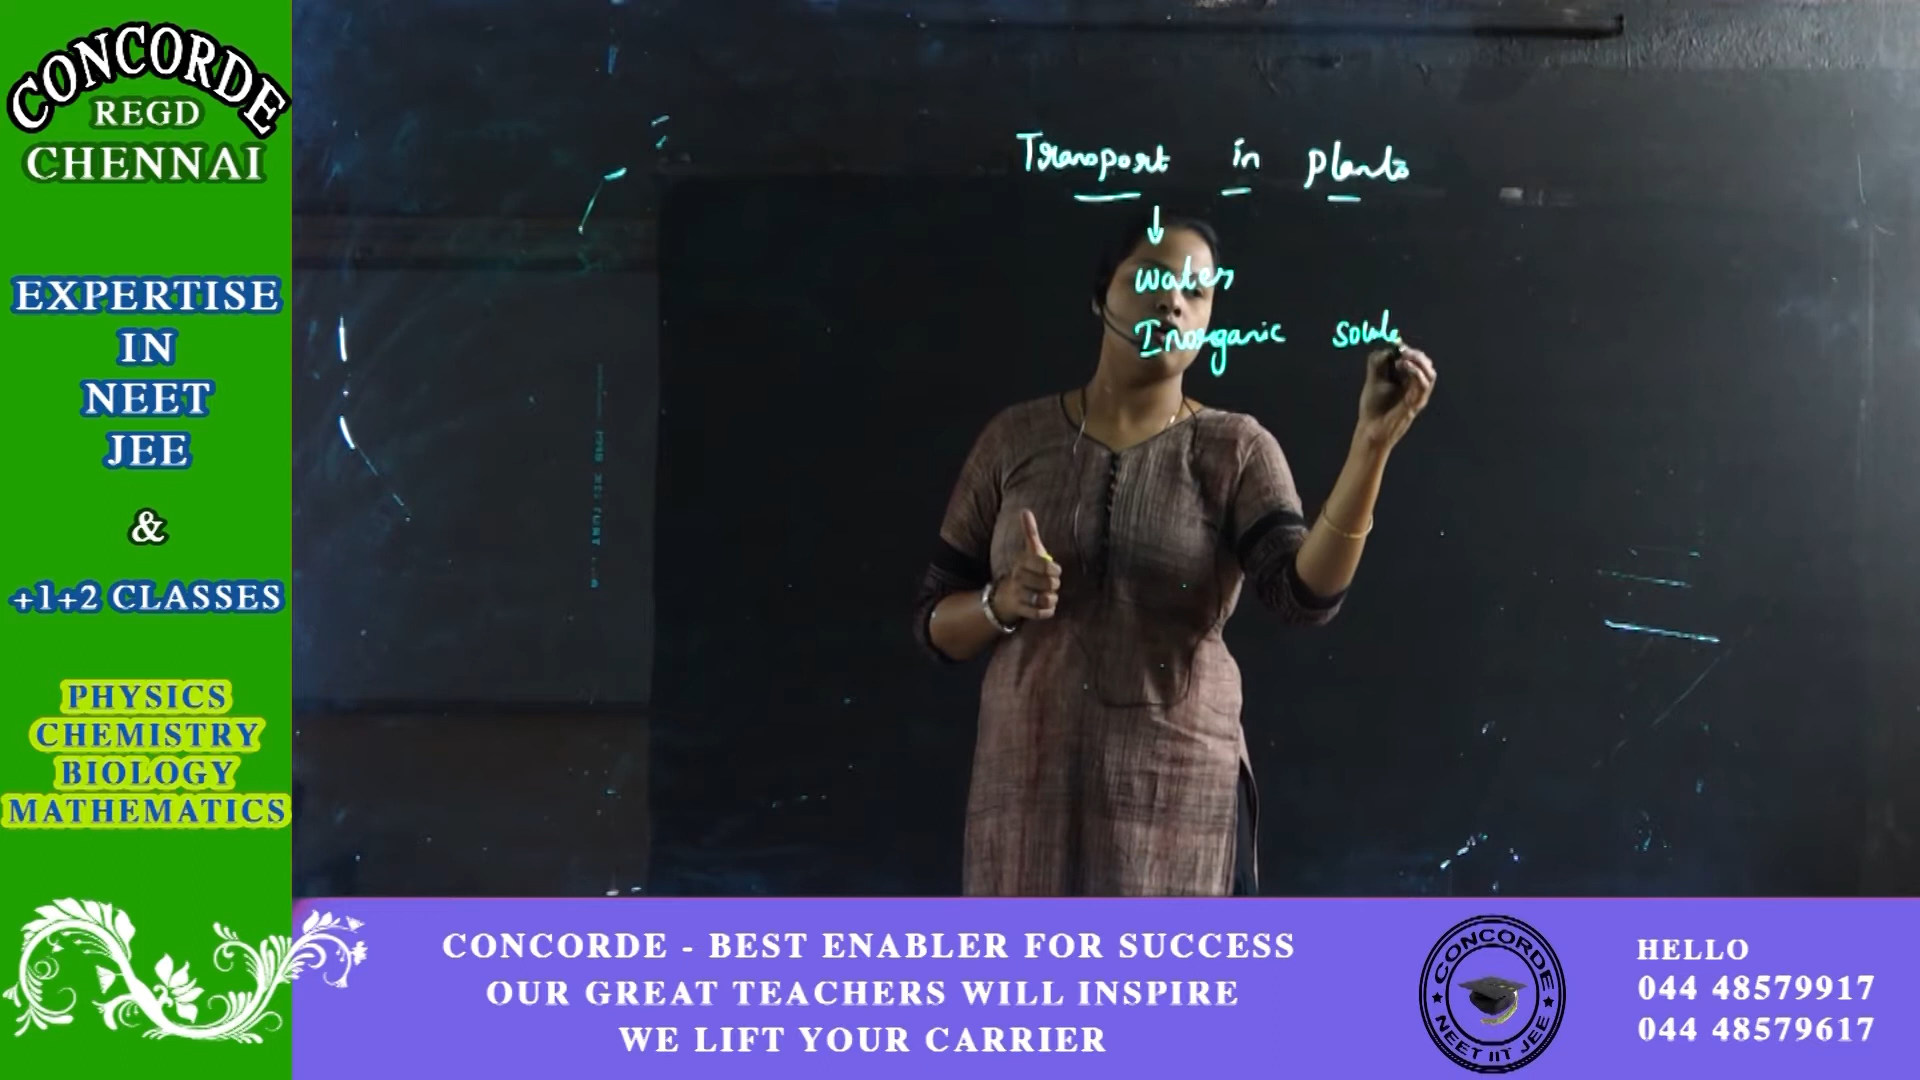 CONCORDE
REGD
CHENNAI
EXPERTISE
IN
NEET
JEE
&
+1+2 CLASSES
PHYSICS
CHEMISTRY
BIOLOGY
MATHEMATICS
Transport in plants
↓
water
Inorganic solute
CONCORDE - BEST ENABLER FOR SUCCESS
OUR GREAT TEACHERS WILL INSPIRE
WE LIFT YOUR CARRIER
CONCORDE
NEET IIT JEE
HELLO
044 48579917
044 48579617